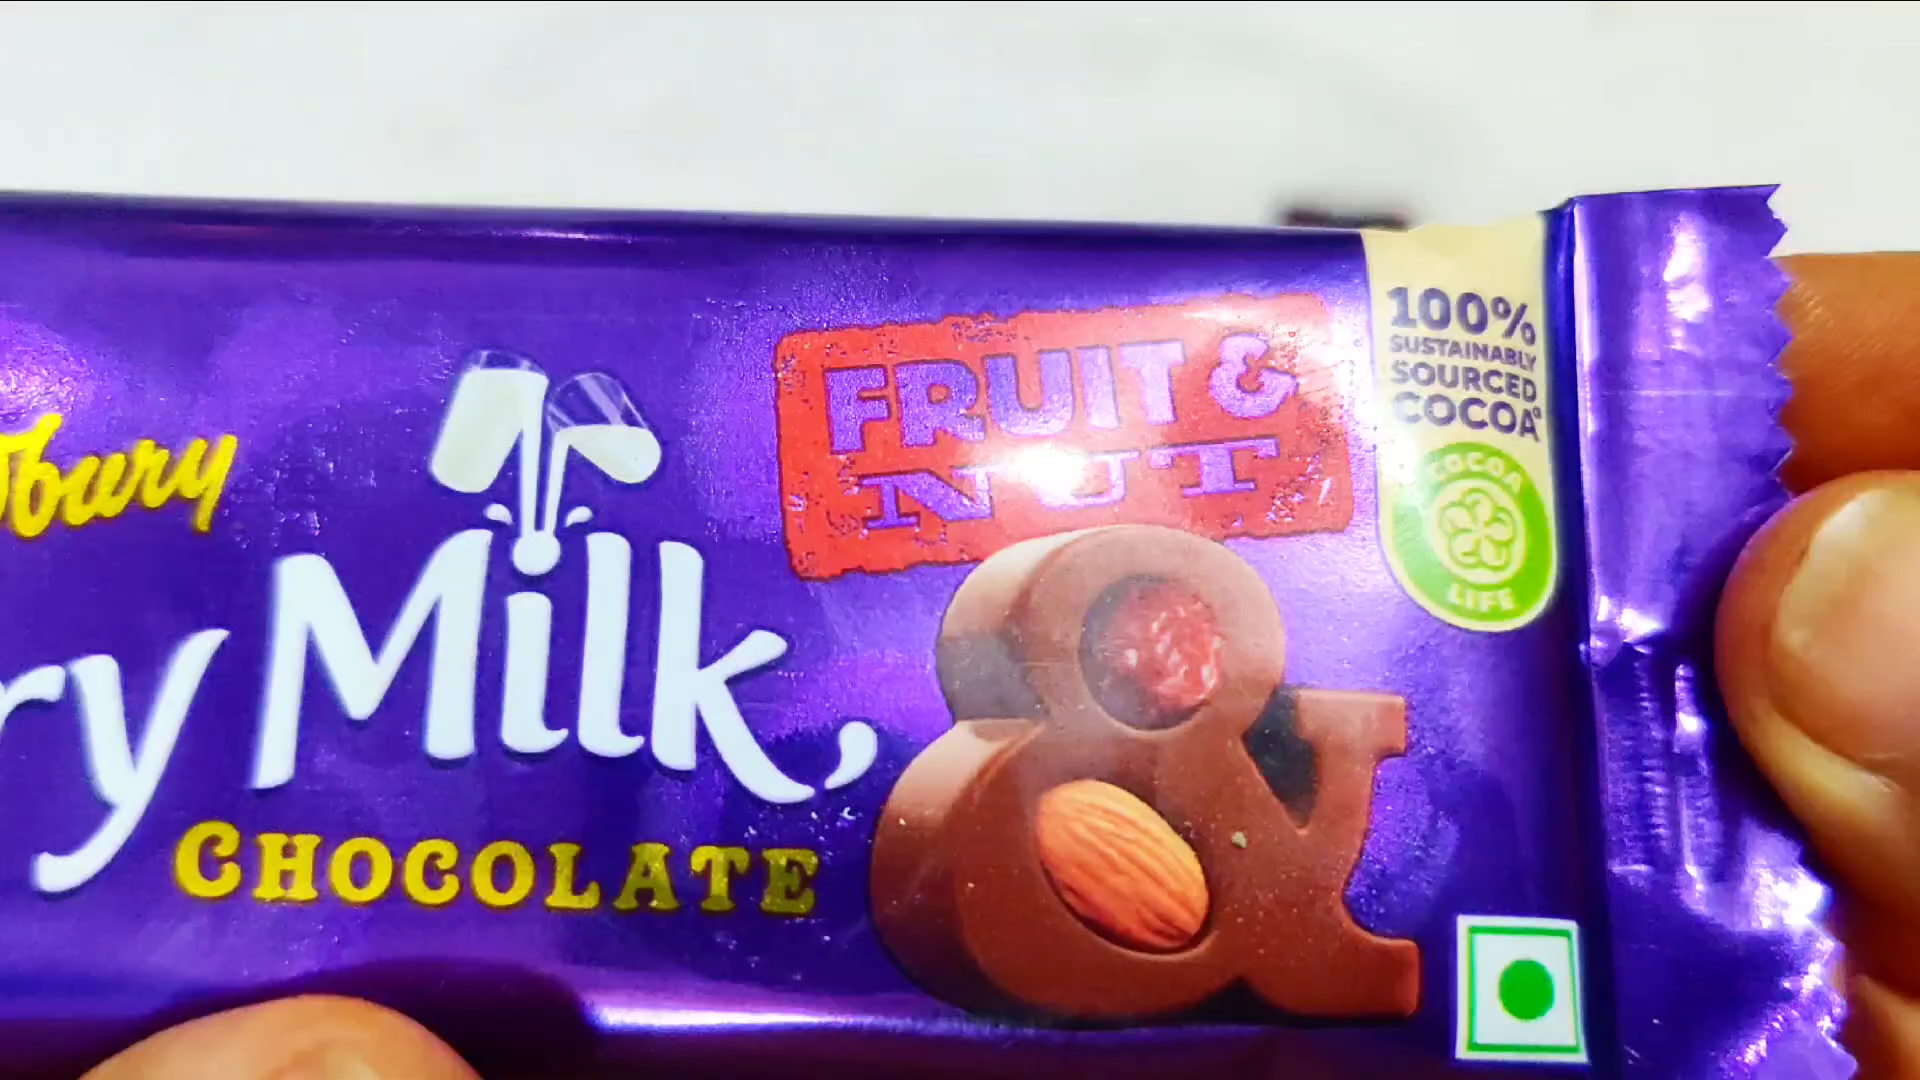 bury
ry Milk,
CHOCOLATE
FRUIT &
NUT
100%
SUSTAINABLY
SOURCED
COCOA
COCOA
LIFE